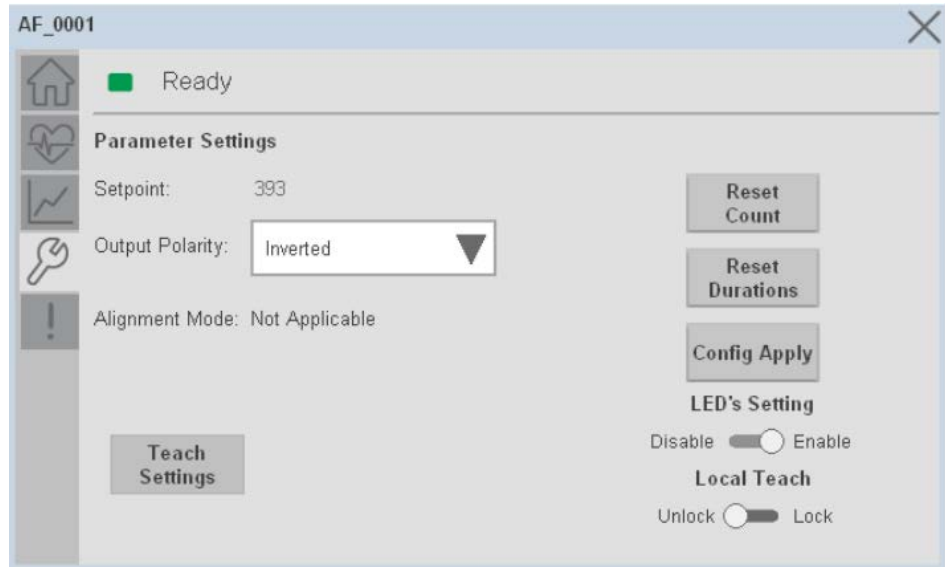 AF_0001
Ready
Parameter Settings
Setpoint: 393
Output Polarity: Inverted
Alignment Mode: Not Applicable
Teach
Settings
Reset
Count
Reset
Durations
Config Apply
LED's Setting
Disable Enable
Local Teach
Unlock Lock